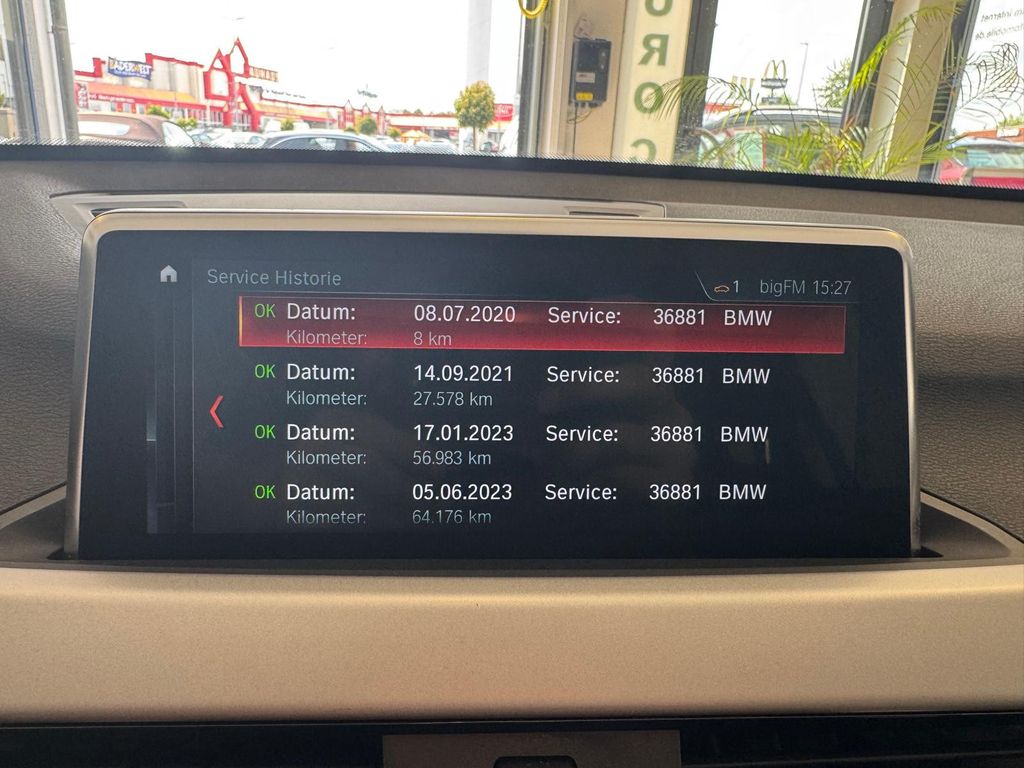 UROC
Service Historie
1 bigFM 15:27
OK Datum: 08.07.2020 Service: 36881 BMW
Kilometer: 8 km
OK Datum: 14.09.2021 Service: 36881 BMW
Kilometer: 27.578 km
OK Datum: 17.01.2023 Service: 36881 BMW
Kilometer: 56.983 km
OK Datum: 05.06.2023 Service: 36881 BMW
Kilometer: 64.176 km